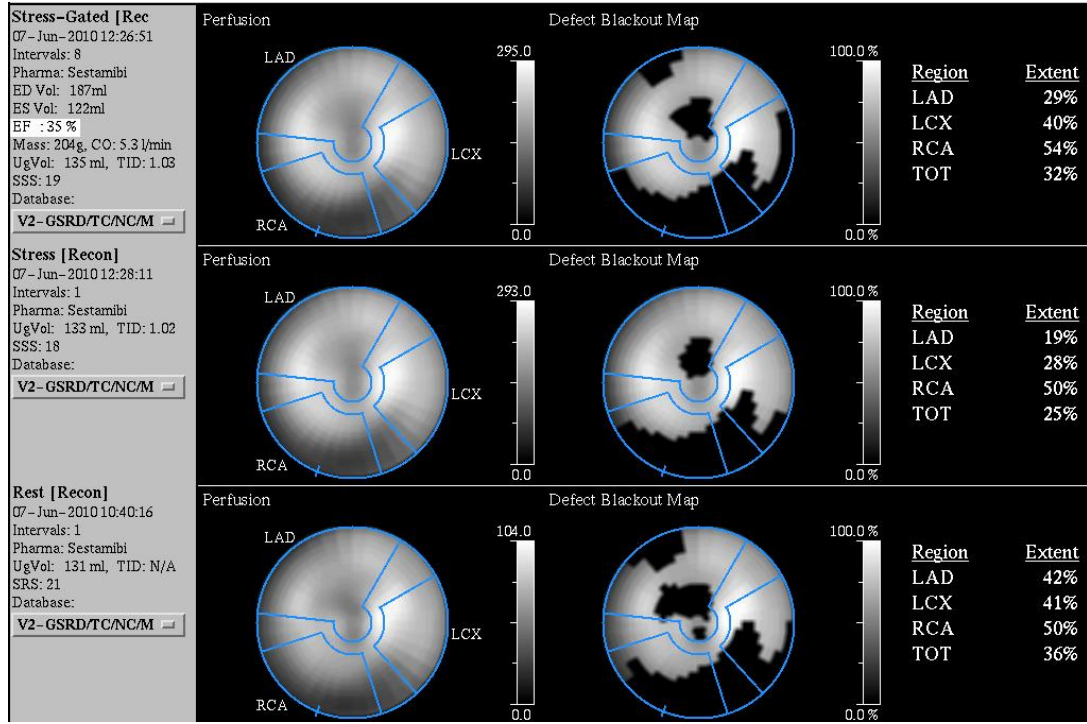 Stress-Gated [Rec
07-Jun-2010 12:26:51
Intervals: 8
Pharma: Sestamibi
ED Vol: 187ml
ES Vol: 122ml
EF : 35 %
Mass: 204g, CO: 5.3 l/min
UgVol: 135 ml, TID: 1.03
SSS: 19
Database:
V2-GSRD/TC/NC/M
Perfusion
LAD
LCX
RCA
295.0
0.0
Defect Blackout Map
100.0 %
0.0 %
Region Extent
LAD 29%
LCX 40%
RCA 54%
TOT 32%
Stress [Recon]
07-Jun-2010 12:28:11
Intervals: 1
Pharma: Sestamibi
UgVol: 133 ml, TID: 1.02
SSS: 18
Database:
V2-GSRD/TC/NC/M
Perfusion
LAD
LCX
RCA
293.0
0.0
Defect Blackout Map
100.0 %
0.0 %
Region Extent
LAD 19%
LCX 28%
RCA 50%
TOT 25%
Rest [Recon]
07-Jun-2010 10:40:16
Intervals: 1
Pharma: Sestamibi
UgVol: 131 ml, TID: N/A
SRS: 21
Database:
V2-GSRD/TC/NC/M
Perfusion
LAD
LCX
RCA
104.0
0.0
Defect Blackout Map
100.0 %
0.0 %
Region Extent
LAD 42%
LCX 41%
RCA 50%
TOT 36%